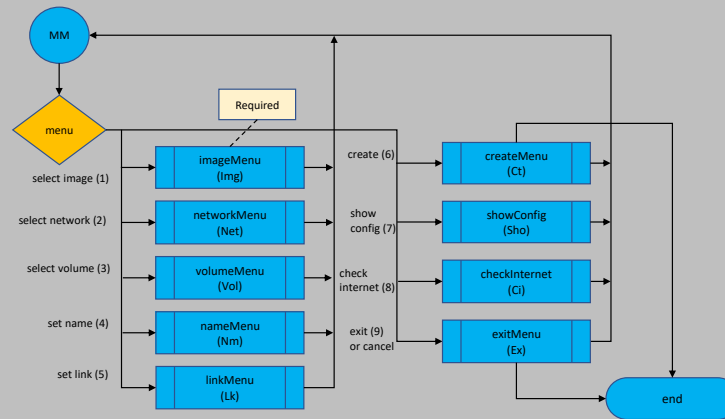 MM
menu
Required
select image (1)
imageMenu
(Img)
select network (2)
networkMenu
(Net)
select volume (3)
volumeMenu
(Vol)
set name (4)
nameMenu
(Nm)
set link (5)
linkMenu
(Lk)
create (6)
createMenu
(Ct)
show
config (7)
showConfig
(Sho)
check
internet (8)
checkInternet
(Ci)
exit (9)
or cancel
exitMenu
(Ex)
end